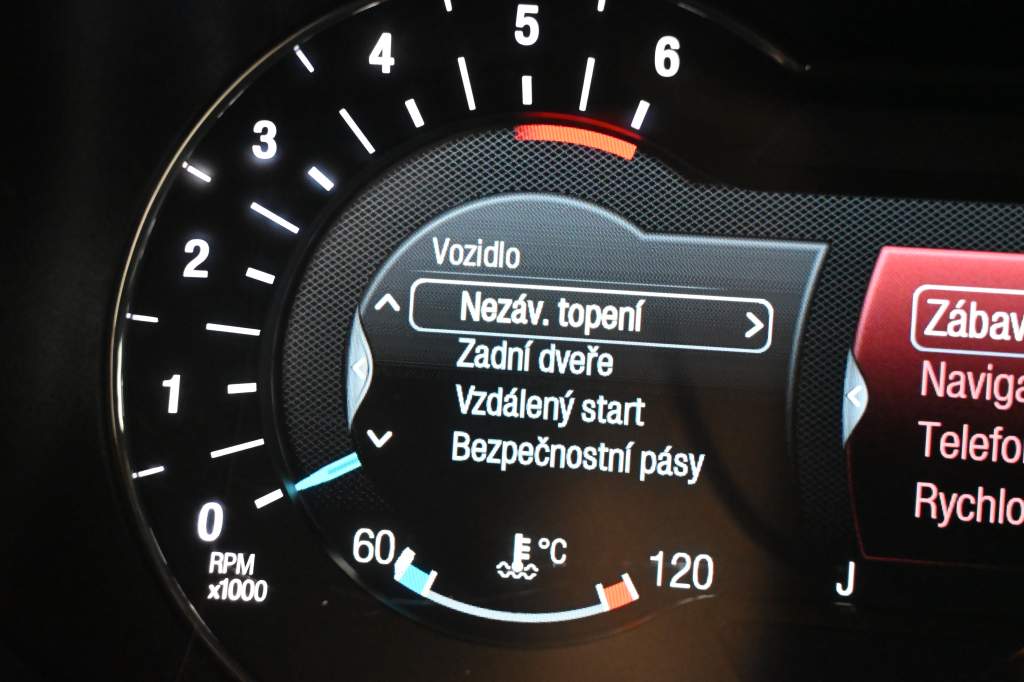 5
4
6
3
2
1
0
RPM
x1000
Vozidlo
Nezáv. topení
Zadní dveře
Vzdálený start
Bezpečnostní pásy
60
°C
120